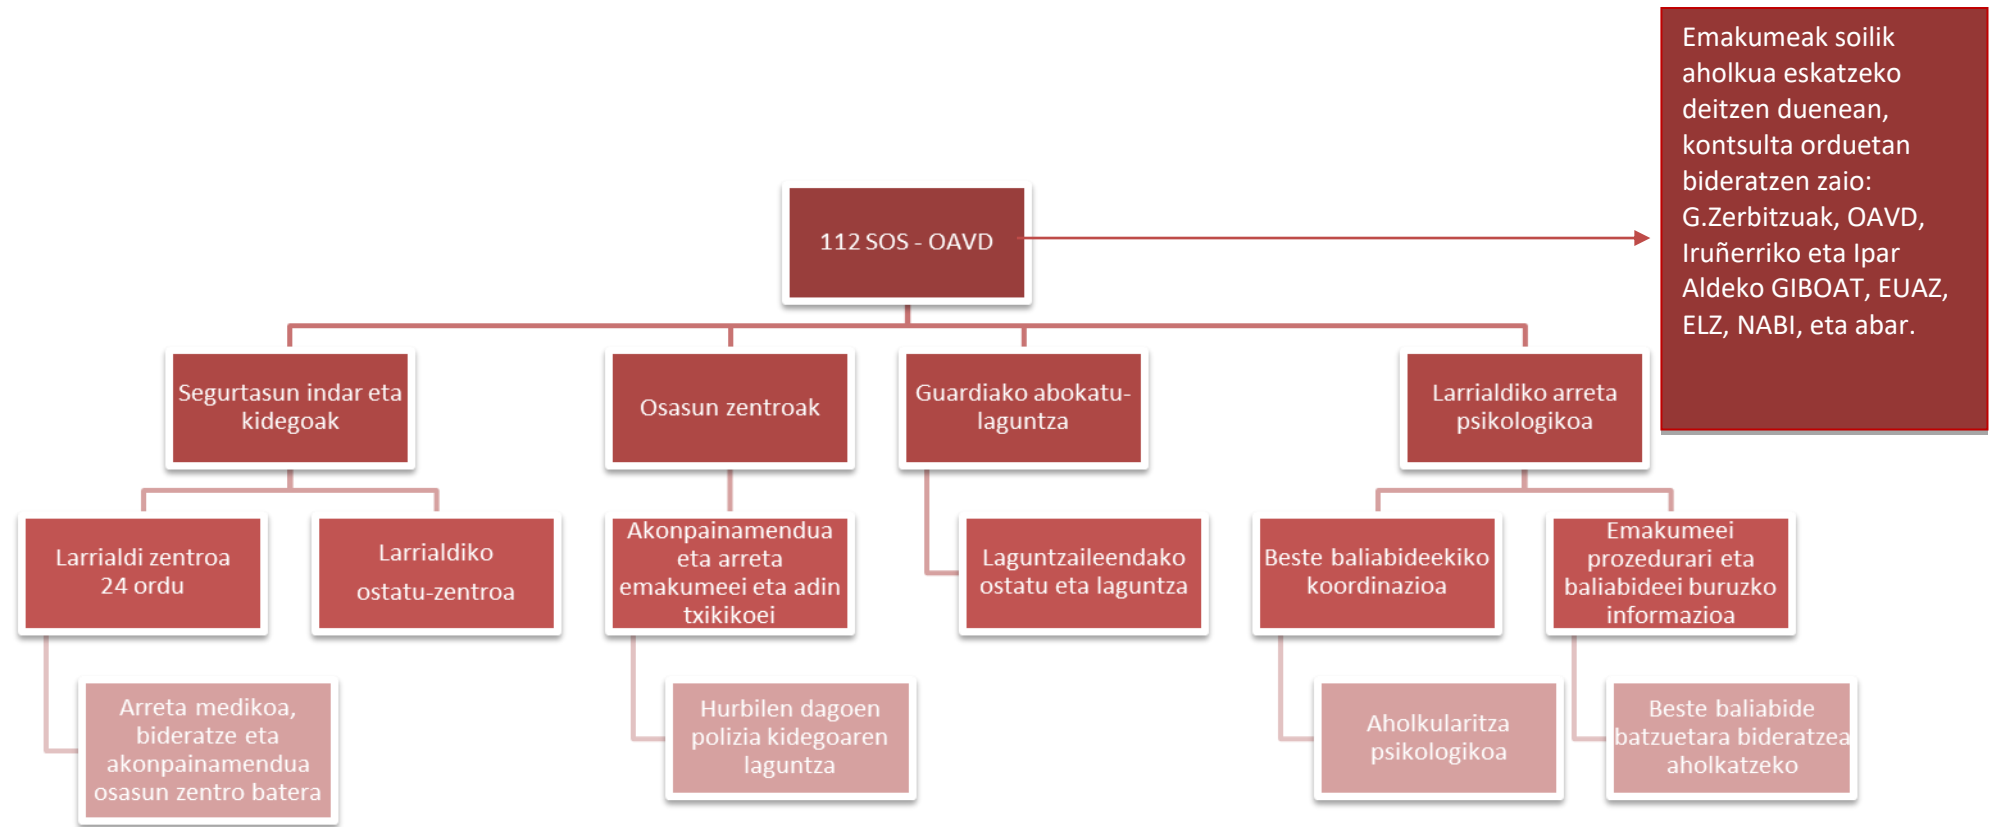 Emakumeak soilik
aholkua eskatzeko
deitzen duenean,
kontsulta orduetan
bideratzen zaio:
G.Zerbitzuak, OAVD,
Iruñerriko eta Ipar
Aldeko GIBOAT, EUAZ,
ELZ, NABI, eta abar.
112 SOS - OAVD
Segurtasun indar eta
kidegoak
Osasun zentroak
Guardiako abokatu-
laguntza
Larrialdiko arreta
psikologikoa
Larrialdi zentroa
24 ordu
Larrialdiko
ostatu-zentroa
Akonpainamendua
eta arreta
emakumeei eta adin
txikikoei
Laguntzaileendako
ostatu eta laguntza
Beste baliabideekiko
koordinazioa
Emakumeei
prozedurari eta
baliabideei buruzko
informazioa
Arreta medikoa,
bideratze eta
akonpainamendua
osasun zentro batera
Hurbilen dagoen
polizia kidegoaren
laguntza
Aholkularitza
psikologikoa
Beste baliabide
batzuetara bideratzea
aholkatzeko